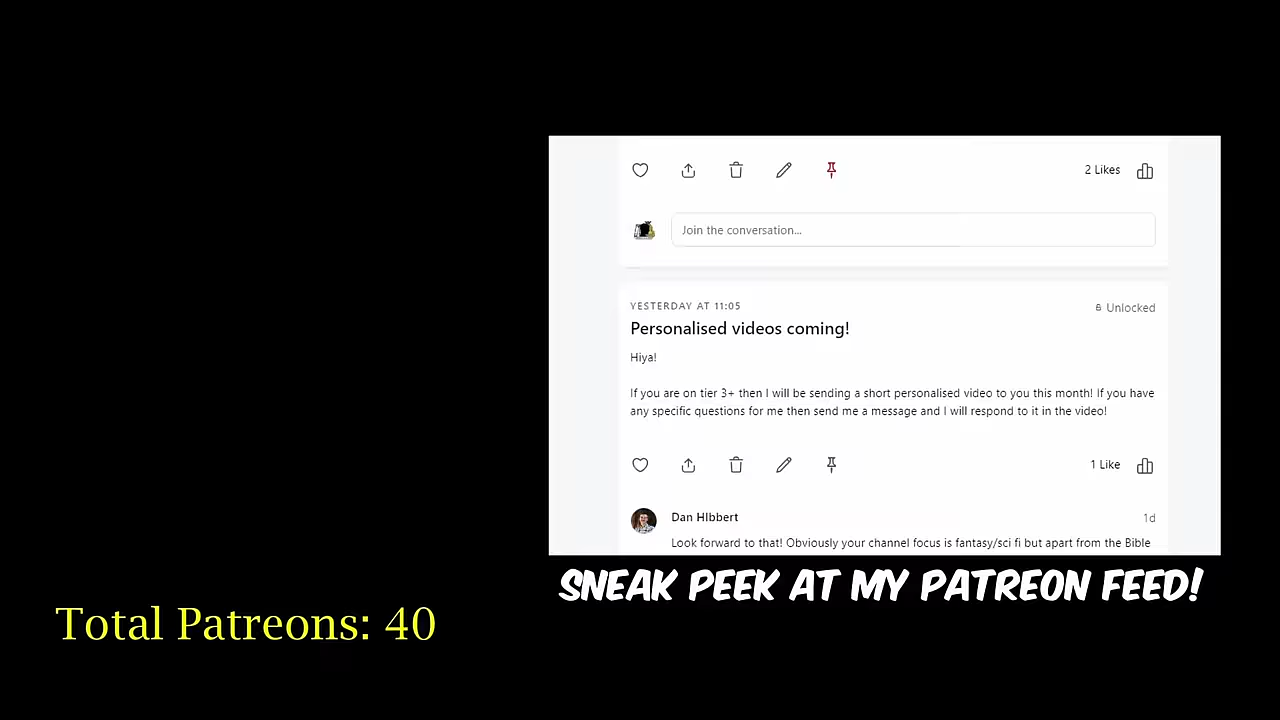 2 Likes
Join the conversation...
YESTERDAY AT 11:05
Unlocked
Personalised videos coming!
Hiya!
If you are on tier 3+ then I will be sending a short personalised video to you this month! If you have
any specific questions for me then send me a message and I will respond to it in the video!
1 Like
Dan HIbbert
1d
Look forward to that! Obviously your channel focus is fantasy/sci fi but apart from the Bible
SNEAK PEEK AT MY PATREON FEED!
Total Patreons: 40